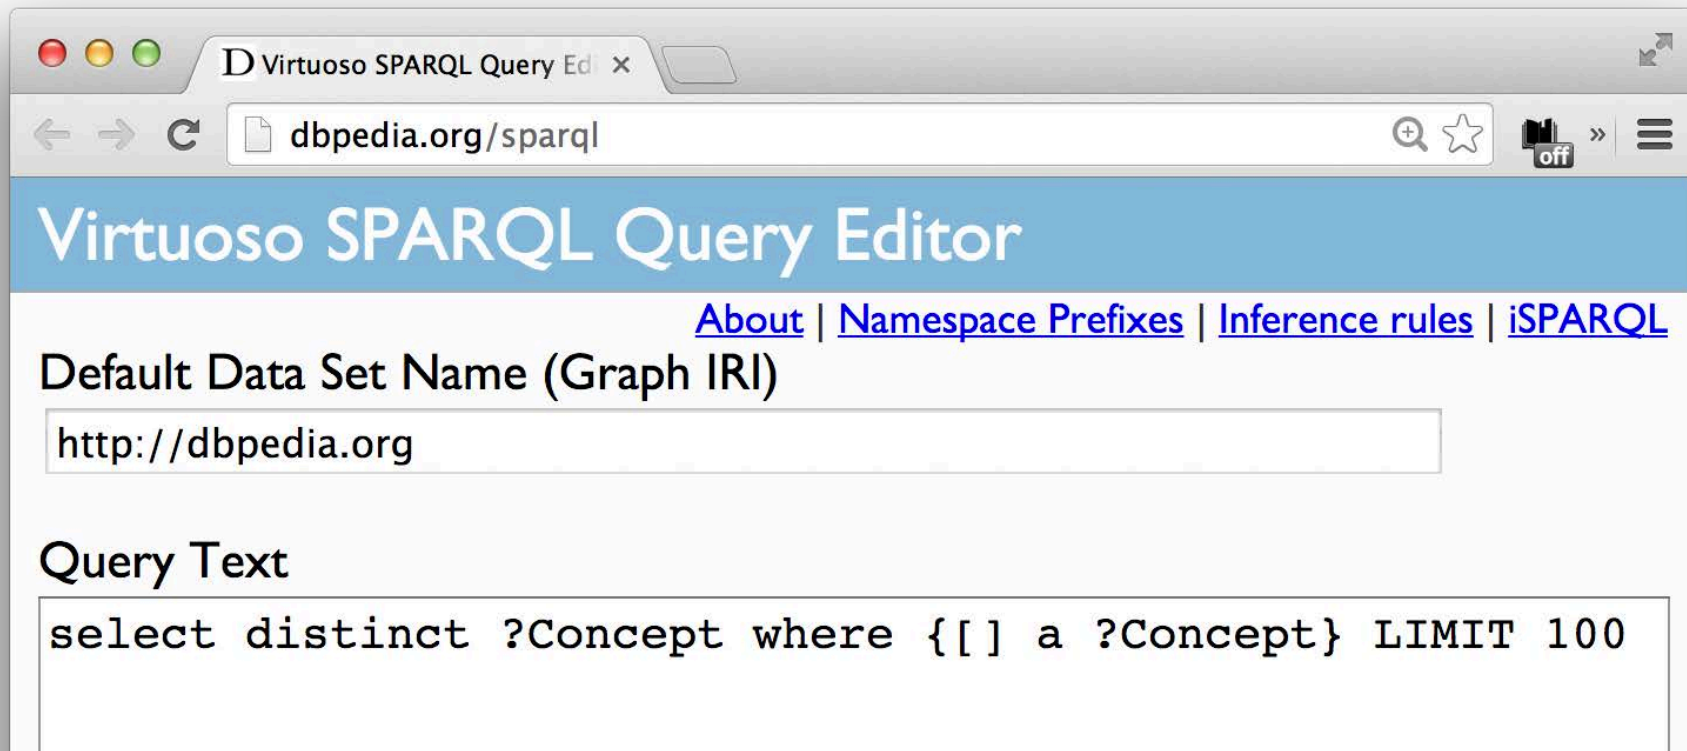 D Virtuoso SPARQL Query Edi
dbpedia.org/sparql
off
Virtuoso SPARQL Query Editor
About | Namespace Prefixes | Inference rules | iSPARQL
Default Data Set Name (Graph IRI)
http://dbpedia.org
Query Text
select distinct ?Concept where {[] a ?Concept} LIMIT 100